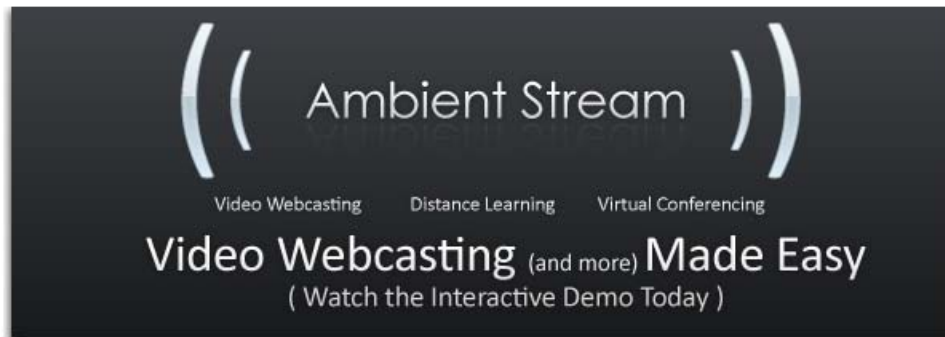 Ambient Stream
Video Webcasting Distance Learning Virtual Conferencing
Video Webcasting (and more) Made Easy
( Watch the Interactive Demo Today )